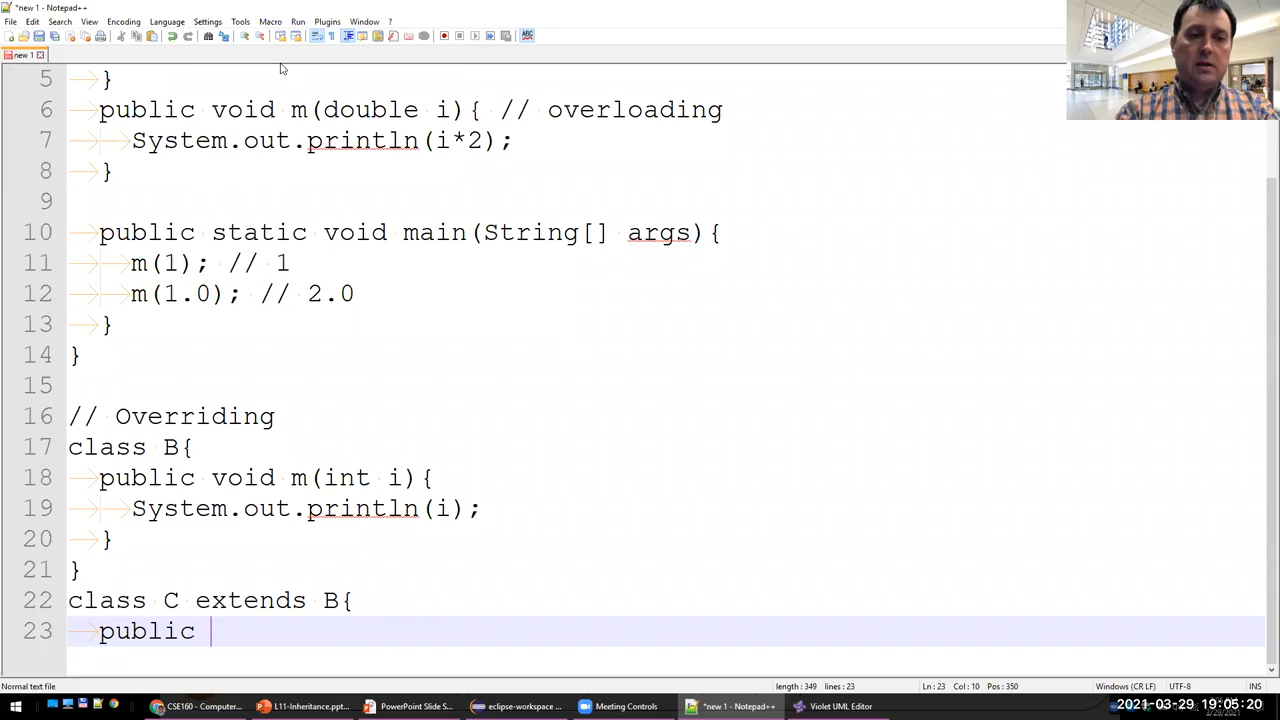 *new 1 - Notepad++
File Edit Search View Encoding Language Settings Tools Macro Run Plugins Window ?
new 1
5 }
6 public void m(double i){ // overloading
7 System.out.println(i*2);
8 }
9
10 public static void main(String[] args){
11 m(1); // 1
12 m(1.0); // 2.0
13 }
14 }
15
16 // Overriding
17 class B{
18 public void m(int i){
19 System.out.println(i);
20 }
21 }
22 class C extends B{
23 public
Normal text file length : 349 lines : 23 Ln : 23 Col : 10 Pos : 350 Windows (CR LF) UTF-8 INS
CSE160 - Computer... L11-Inheritance.ppt... PowerPoint Slide S... eclipse-workspace ... Meeting Controls *new 1 - Notepad++ Violet UML Editor 2021-03-29 19:05:20